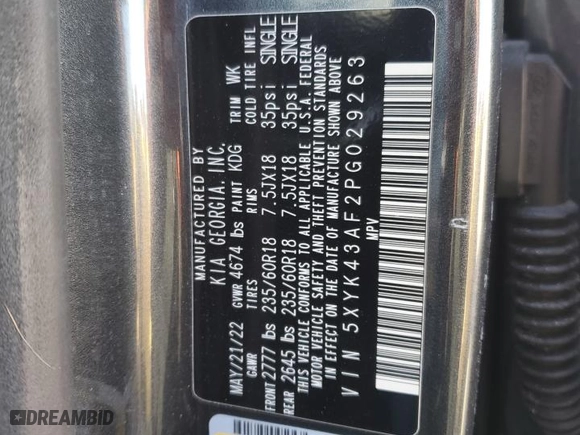 MANUFACTURED BY
KIA GEORGIA, INC.
MAY/21/22 GVWR 4674 lbs PAINT KDG TRIM WK
GAWR TIRES RIMS COLD TIRE INFL
FRONT 2777 lbs 235/60R18 7.5JX18 35psi SINGLE
REAR 2645 lbs 235/60R18 7.5JX18 35psi SINGLE
THIS VEHICLE CONFORMS TO ALL APPLICABLE U.S.A. FEDERAL
MOTOR VEHICLE SAFETY AND THEFT PREVENTION STANDARDS
IN EFFECT ON THE DATE OF MANUFACTURE SHOWN ABOVE
VIN 5XYK43AF2PG029263
MPV
DREAMBID